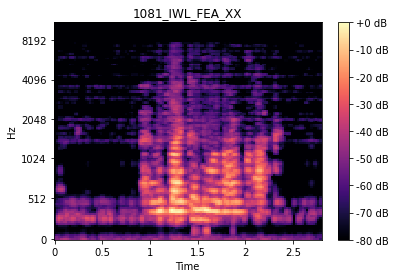 1081_IWL_FEA_XX
+0 dB
8192
-10 dB
4096
-20 dB
-30 dB
2048
Hz
-40 dB
1024
-50 dB
512
-60 dB
-70 dB
0
-80 dB
0 0.5 1 1.5 2 2.5
Time